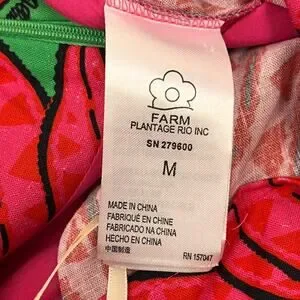 FARM
PLANTAGE RIO INC
SN 279600
M
MADE IN CHINA
FABRIQUÉ EN CHINE
FABRICADO NA CHINA
HECHO EN CHINA
中国制造
RN 157047